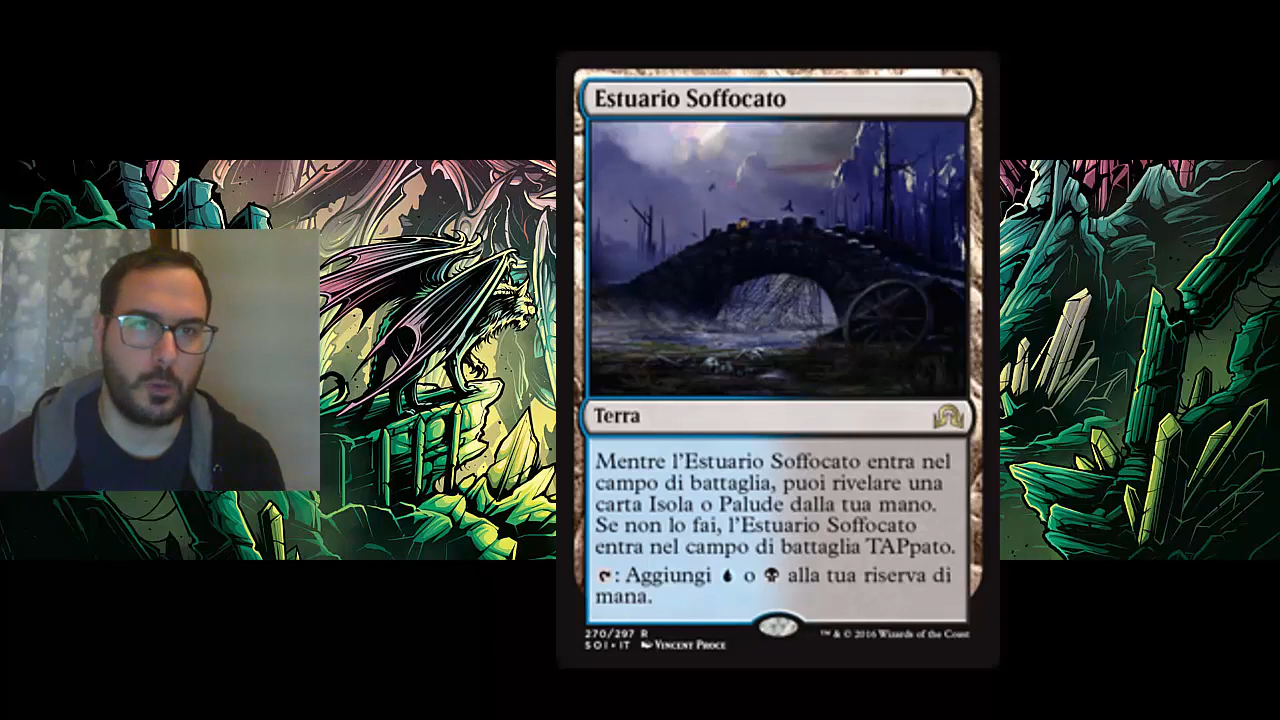 Estuario Soffocato
Terra
Mentre l'Estuario Soffocato entra nel
campo di battaglia, puoi rivelare una
carta Isola o Palude dalla tua mano.
Se non lo fai, l'Estuario Soffocato
entra nel campo di battaglia TAPpato.
: Aggiungi o alla tua riserva di
mana.
270/297 R
SOI • IT Vincent Proce
™ & © 2016 Wizards of the Coast